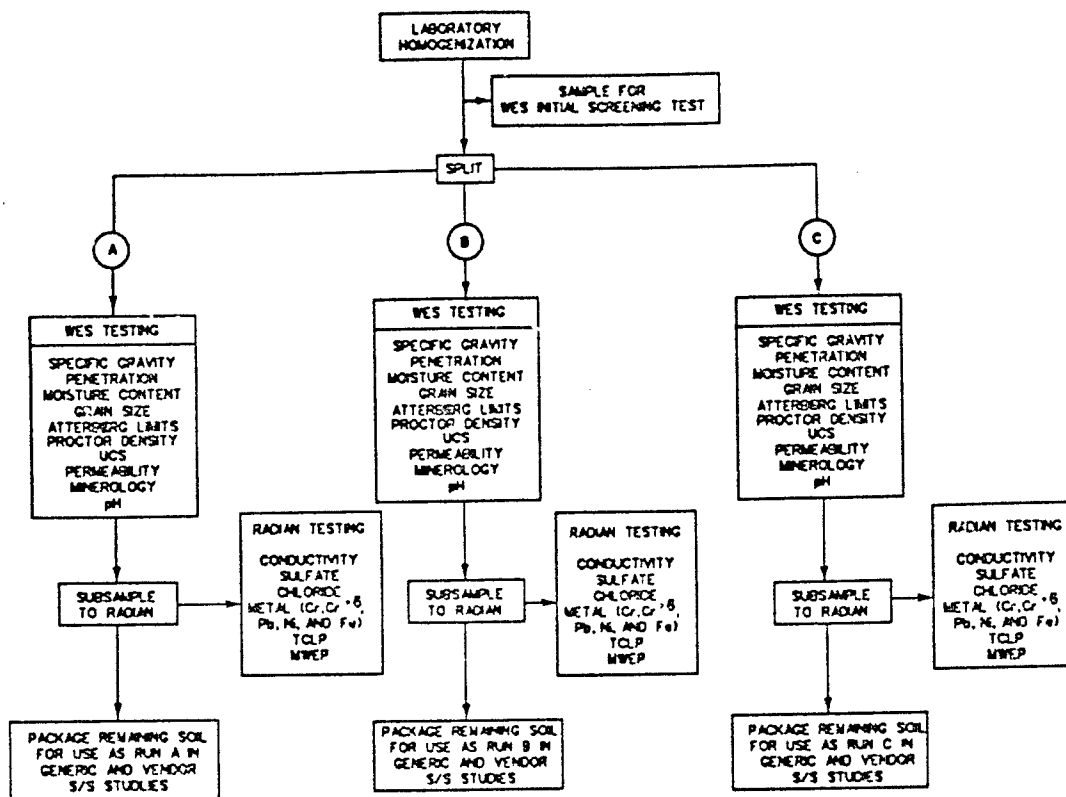 LABORATORY
HOMOGENIZATION
SAMPLE FOR
WES INITIAL SCREENING TEST
SPLIT
A
B
C
WES TESTING
SPECIFIC GRAVITY
PENETRATION
MOISTURE CONTENT
GRAIN SIZE
ATTERBERG LIMITS
PROCTOR DENSITY
UCS
PERMEABILITY
MINEROLOGY
pH
WES TESTING
SPECIFIC GRAVITY
PENETRATION
MOISTURE CONTENT
GRAIN SIZE
ATTERBERG LIMITS
PROCTOR DENSITY
UCS
PERMEABILITY
MINEROLOGY
pH
WES TESTING
SPECIFIC GRAVITY
PENETRATION
MOISTURE CONTENT
GRAIN SIZE
ATTERBERG LIMITS
PROCTOR DENSITY
UCS
PERMEABILITY
MINEROLOGY
pH
SUBSAMPLE
TO RADIAN
RADIAN TESTING
CONDUCTIVITY
SULFATE
CHLORIDE
METAL (Cr,Cr+6,
Pb, Ni, AND Fe)
TCLP
MWEP
SUBSAMPLE
TO RADIAN
RADIAN TESTING
CONDUCTIVITY
SULFATE
CHLORIDE
METAL (Cr,Cr+6,
Pb, Ni, AND Fe)
TCLP
MWEP
SUBSAMPLE
TO RADIAN
RADIAN TESTING
CONDUCTIVITY
SULFATE
CHLORIDE
METAL (Cr,Cr+6,
Pb, Ni, AND Fe)
TCLP
MWEP
PACKAGE REMAINING SOIL
FOR USE AS RUN A IN
GENERIC AND VENDOR
S/S STUDIES
PACKAGE REMAINING SOIL
FOR USE AS RUN B IN
GENERIC AND VENDOR
S/S STUDIES
PACKAGE REMAINING SOIL
FOR USE AS RUN C IN
GENERIC AND VENDOR
S/S STUDIES